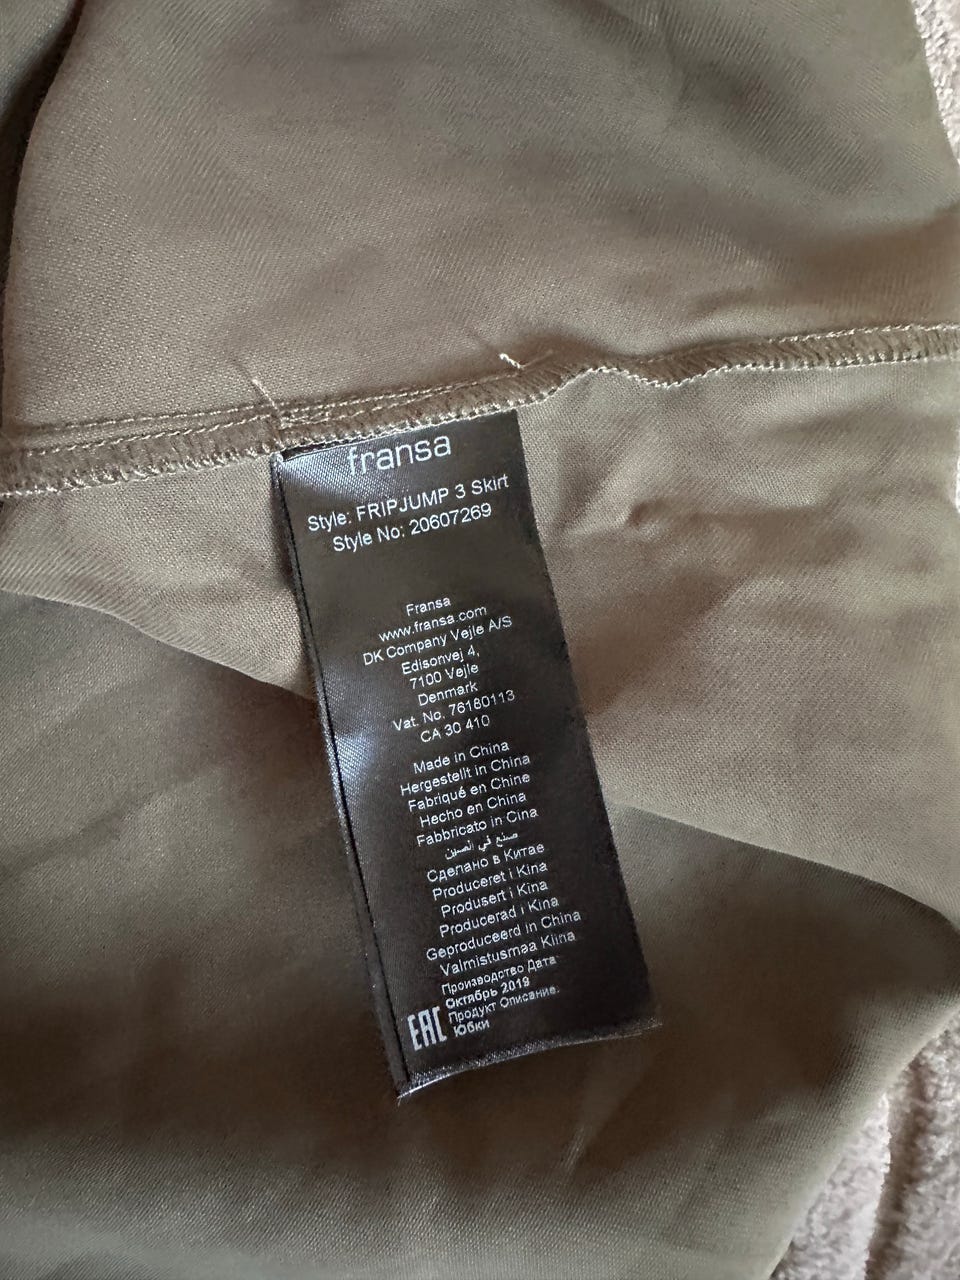 fransa
Style: FRIPJUMP 3 Skirt
Style No: 20607269
Fransa
www.fransa.com
DK Company Vejle A/S
Edisonvej 4,
7100 Vejle
Denmark
Vat. No. 76180113
CA 30 410
Made in China
Hergestellt in China
Fabriqué en Chine
Hecho en China
Fabbricato in Cina
صنع في الصين
Сделано в Китае
Produceret i Kina
Produsert i Kina
Producerad i Kina
Geproduceerd in China
Valmistusmaa Kiina
Производство Дата
Октябрь 2019
Продукт Описание:
Юбки
EAC